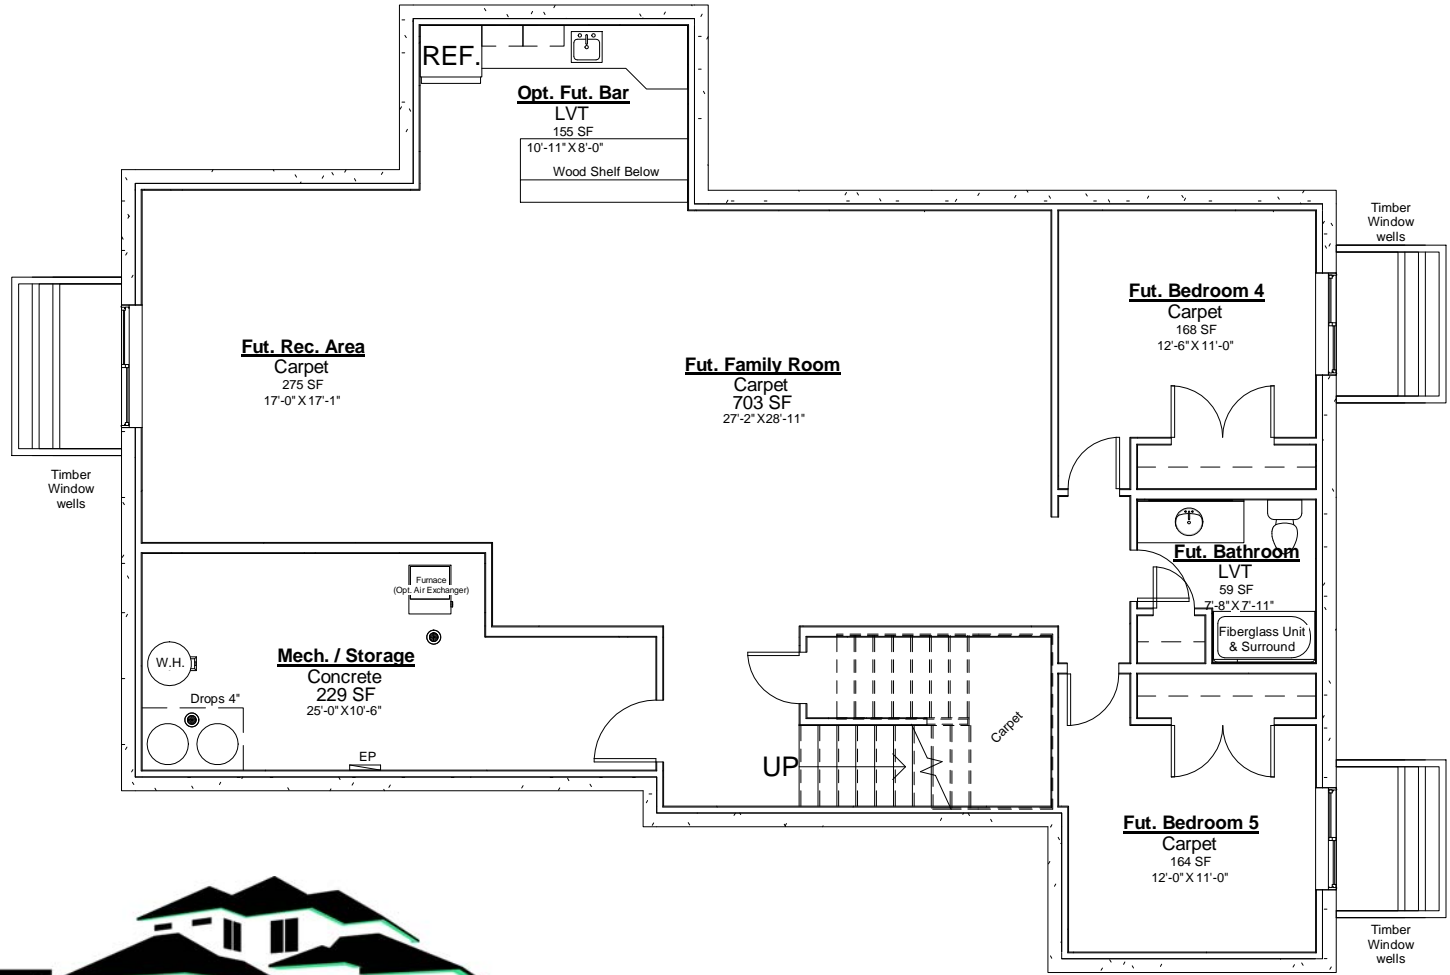 REF.
Opt. Fut. Bar
LVT
155 SF
10'-11" X 8'-0"
Wood Shelf Below
Timber
Window
wells
Fut. Bedroom 4
Carpet
168 SF
12'-6" X 11'-0"
Fut. Rec. Area
Carpet
275 SF
17'-0" X 17'-1"
Fut. Family Room
Carpet
703 SF
27'-2" X28'-11"
Timber
Window
wells
Fut. Bathroom
LVT
59 SF
7'-8" X 7'-11"
Fiberglass Unit
& Surround
Furnace
(Opt. Air Exchanger)
W.H.
Mech. / Storage
Concrete
229 SF
25'-0" X10'-6"
Drops 4"
EP
UP
Carpet
Fut. Bedroom 5
Carpet
164 SF
12'-0" X 11'-0"
Timber
Window
wells